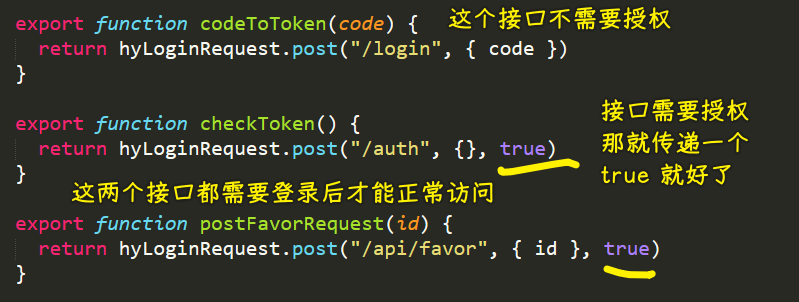 export function codeToToken(code) { 这个接口不需要授权
  return hyLoginRequest.post("/login", { code })
}
export function checkToken() {
  return hyLoginRequest.post("/auth", {}, true)
}
接口需要授权
那就传递一个
true 就好了
这两个接口都需要登录后才能正常访问
export function postFavorRequest(id) {
  return hyLoginRequest.post("/api/favor", { id }, true)
}